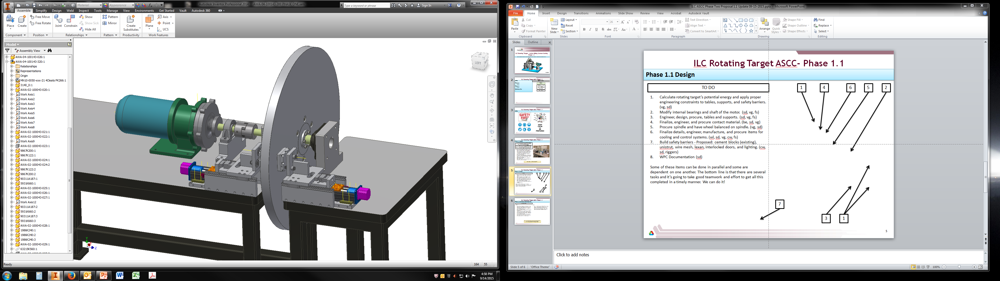 Autodesk Inventor Professional 2014 AWA-04-100143-300 PHASE ONE.iam
Type a keyword or phrase
Sign In
Material
Appearance
PRO
Assemble Simplify Design Weld Inspect Tools Manage View Environments Get Started Vault Autodesk 360
Place
Create
Free Move
Free Rotate
Joint
Constrain
Show
Show Sick
Hide All
Pattern
Mirror
Create Substitutes
Plane
Axis
Point
UCS
Component Position Relationships Pattern Productivity Work Features
Model
Assembly View
AWA-04-100143-026:1
AWA-04-100143-320:1
Relationships
Representations
Origin
MN10-0050-xxx-21 4Cleats PK266:1
3140_0:1
AWA-02-100043-020:1
Work Axis1
Work Axis2
Work Axis3
Work Axis4
Work Axis5
Work Axis6
Work Axis7
Work Axis8
AWA-02-100043-021:1
AWA-02-100043-022:1
Work Axis9
AWA-02-100043-023:1
9867K200:1
9867K122:1
AWA-02-100043-024:1
AWA-02-100043-024:2
9867K122:2
9867K200:2
90311A187:1
5931K660:1
AWA-02-100043-025:1
AWA-02-100043-026:1
AWA-02-100043-027:1
Work Axis12
90311A187:2
5931K660:2
90311A187:3
5931K660:3
AWA-02-100043-028:1
1986K240:1
1986K240:2
1986K240:3
AWA-02-100043-029:1
63215K560:1
LEFT
Y
Z
Ready
164 55
4:58 PM
9/14/2015
ILC ASCC Phase Two Proposal 1.1 Update 09-15-2015.pptx - Microsoft PowerPoint
File Home Insert Design Transitions Animations Slide Show Review View Acrobat Autodesk Vault
Paste
Cut
Copy
Format Painter
New Slide
Layout
Reset
Section
26
Text Direction
Align Text
Convert to SmartArt
Arrange
Quick Styles
Shape Fill
Shape Outline
Shape Effects
Find
Replace
Select
Clipboard Slides Font Paragraph Drawing Editing
Slides Outline
1
2
3
SAFETY FIRST
KEEP CALM AND BE PREPARED
4
5
6
ILC Rotating Target ASCC- Phase 1.1
Phase 1.1 Design
TO DO
1. Calculate rotating target's potential energy and apply proper
engineering constraints to tables, supports, and safety barriers.
(vg, sd)
2. Modify internal bearings and shaft of the motor. (sd, vg, fs)
3. Engineer, design, procure, tables and supports. (sd, vg, fs)
4. Finalize, engineer, and procure contact material. (be, sd, vg)
5. Procure spindle and have wheel balanced on spindle. (vg, sd)
6. Finalize details, engineer, manufacture, and procure items for
cooling and control systems. (wl, sd, vg, cw, fs)
7. Build safety barriers - Proposed: cement blocks (existing),
unistrut, wire mesh, lexan, interlocked doors, and lighting. (cw,
sd, riggers)
8. WPC Documentation (sd)
Some of these items can be done in parallel and some are
dependent on one another. The bottom line is that there are several
tasks and it's going to take good teamwork and effort to get all this
completed in a timely manner. We can do it!
1 4 6 5 2
7
3 1
5
Click to add notes
Slide 5 of 6 "Office Theme"
100%